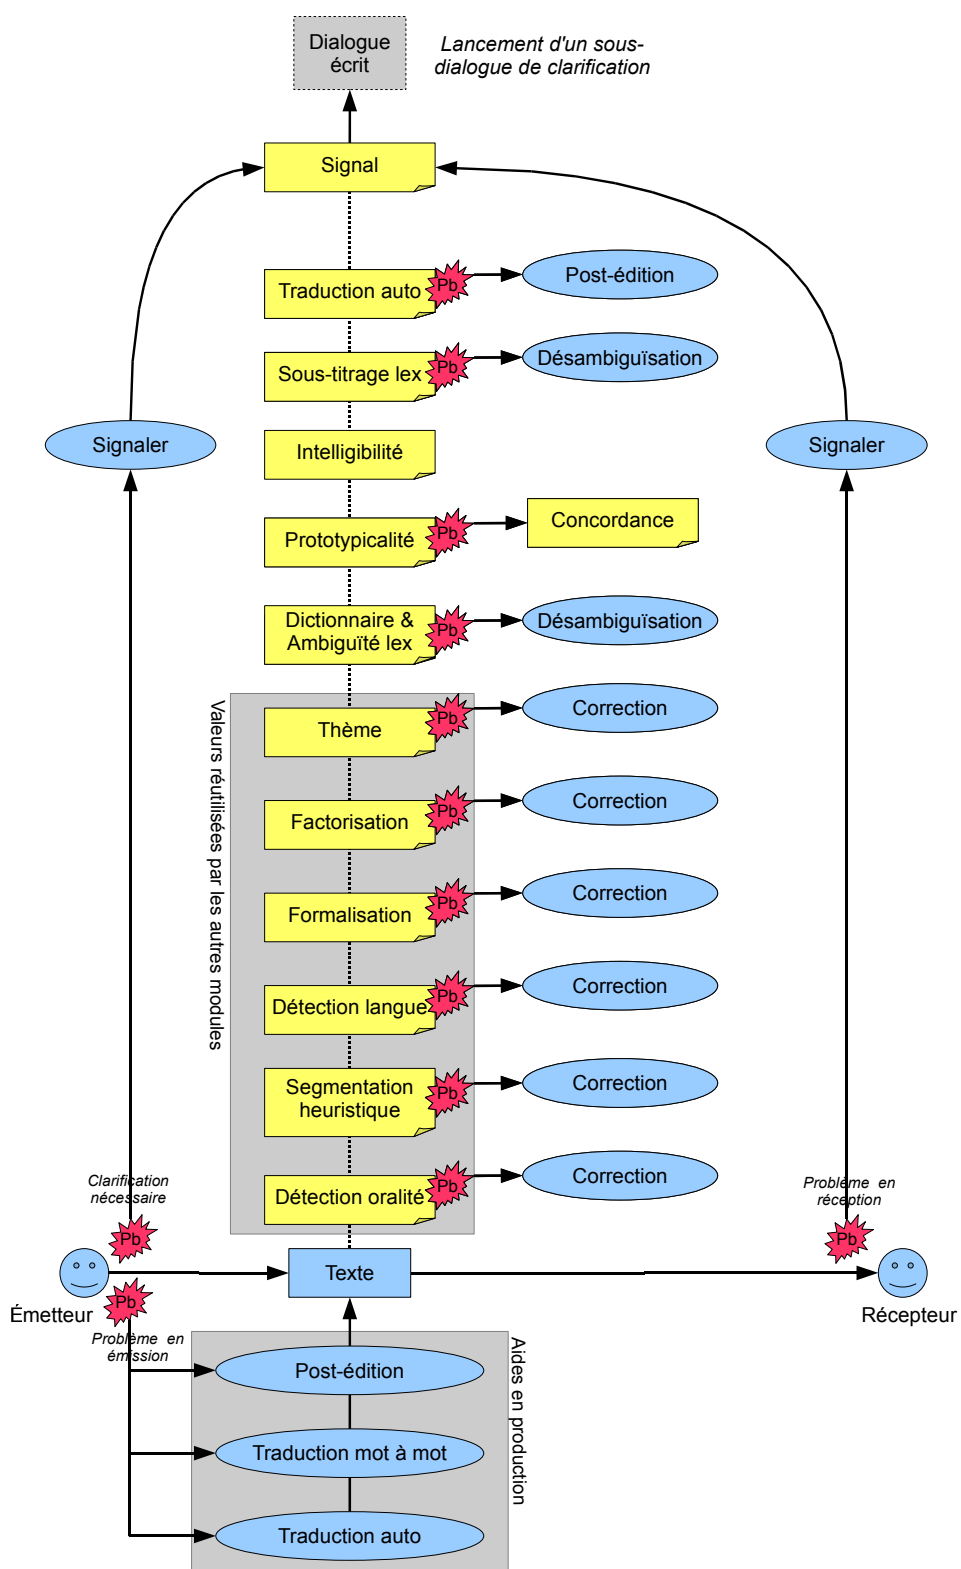 Dialogue
écrit
Lancement d'un sous-
dialogue de clarification
Signal
Traduction auto
Pb
Post-édition
Sous-titrage lex
Pb
Désambiguïsation
Signaler
Intelligibilité
Signaler
Prototypicalité
Pb
Concordance
Dictionnaire &
Ambiguïté lex
Pb
Désambiguïsation
Valeurs réutilisées par les autres modules
Thème
Pb
Correction
Factorisation
Pb
Correction
Formalisation
Pb
Correction
Détection langue
Pb
Correction
Segmentation
heuristique
Pb
Correction
Détection oralité
Pb
Correction
Clarification
nécessaire
Pb
Problème en
réception
Pb
Texte
Émetteur
Pb
Récepteur
Problème en
émission
Aides en production
Post-édition
Traduction mot à mot
Traduction auto